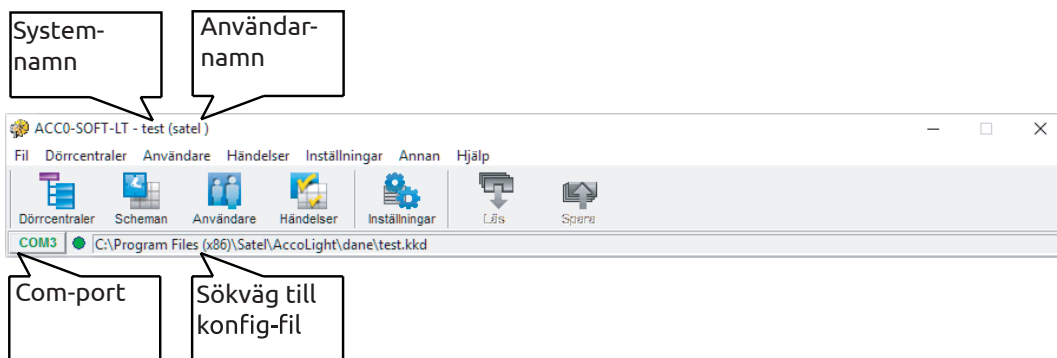 System-
namn
Användar-
namn
ACC0-SOFT-LT - test (satel )
Fil Dörrcentraler Användare Händelser Inställningar Annan Hjälp
Dörrcentraler Scheman Användare Händelser Inställningar Läs Spara
COM3 C:\Program Files (x86)\Satel\AccoLight\dane\test.kkd
Com-port
Sökväg till
konfig-fil